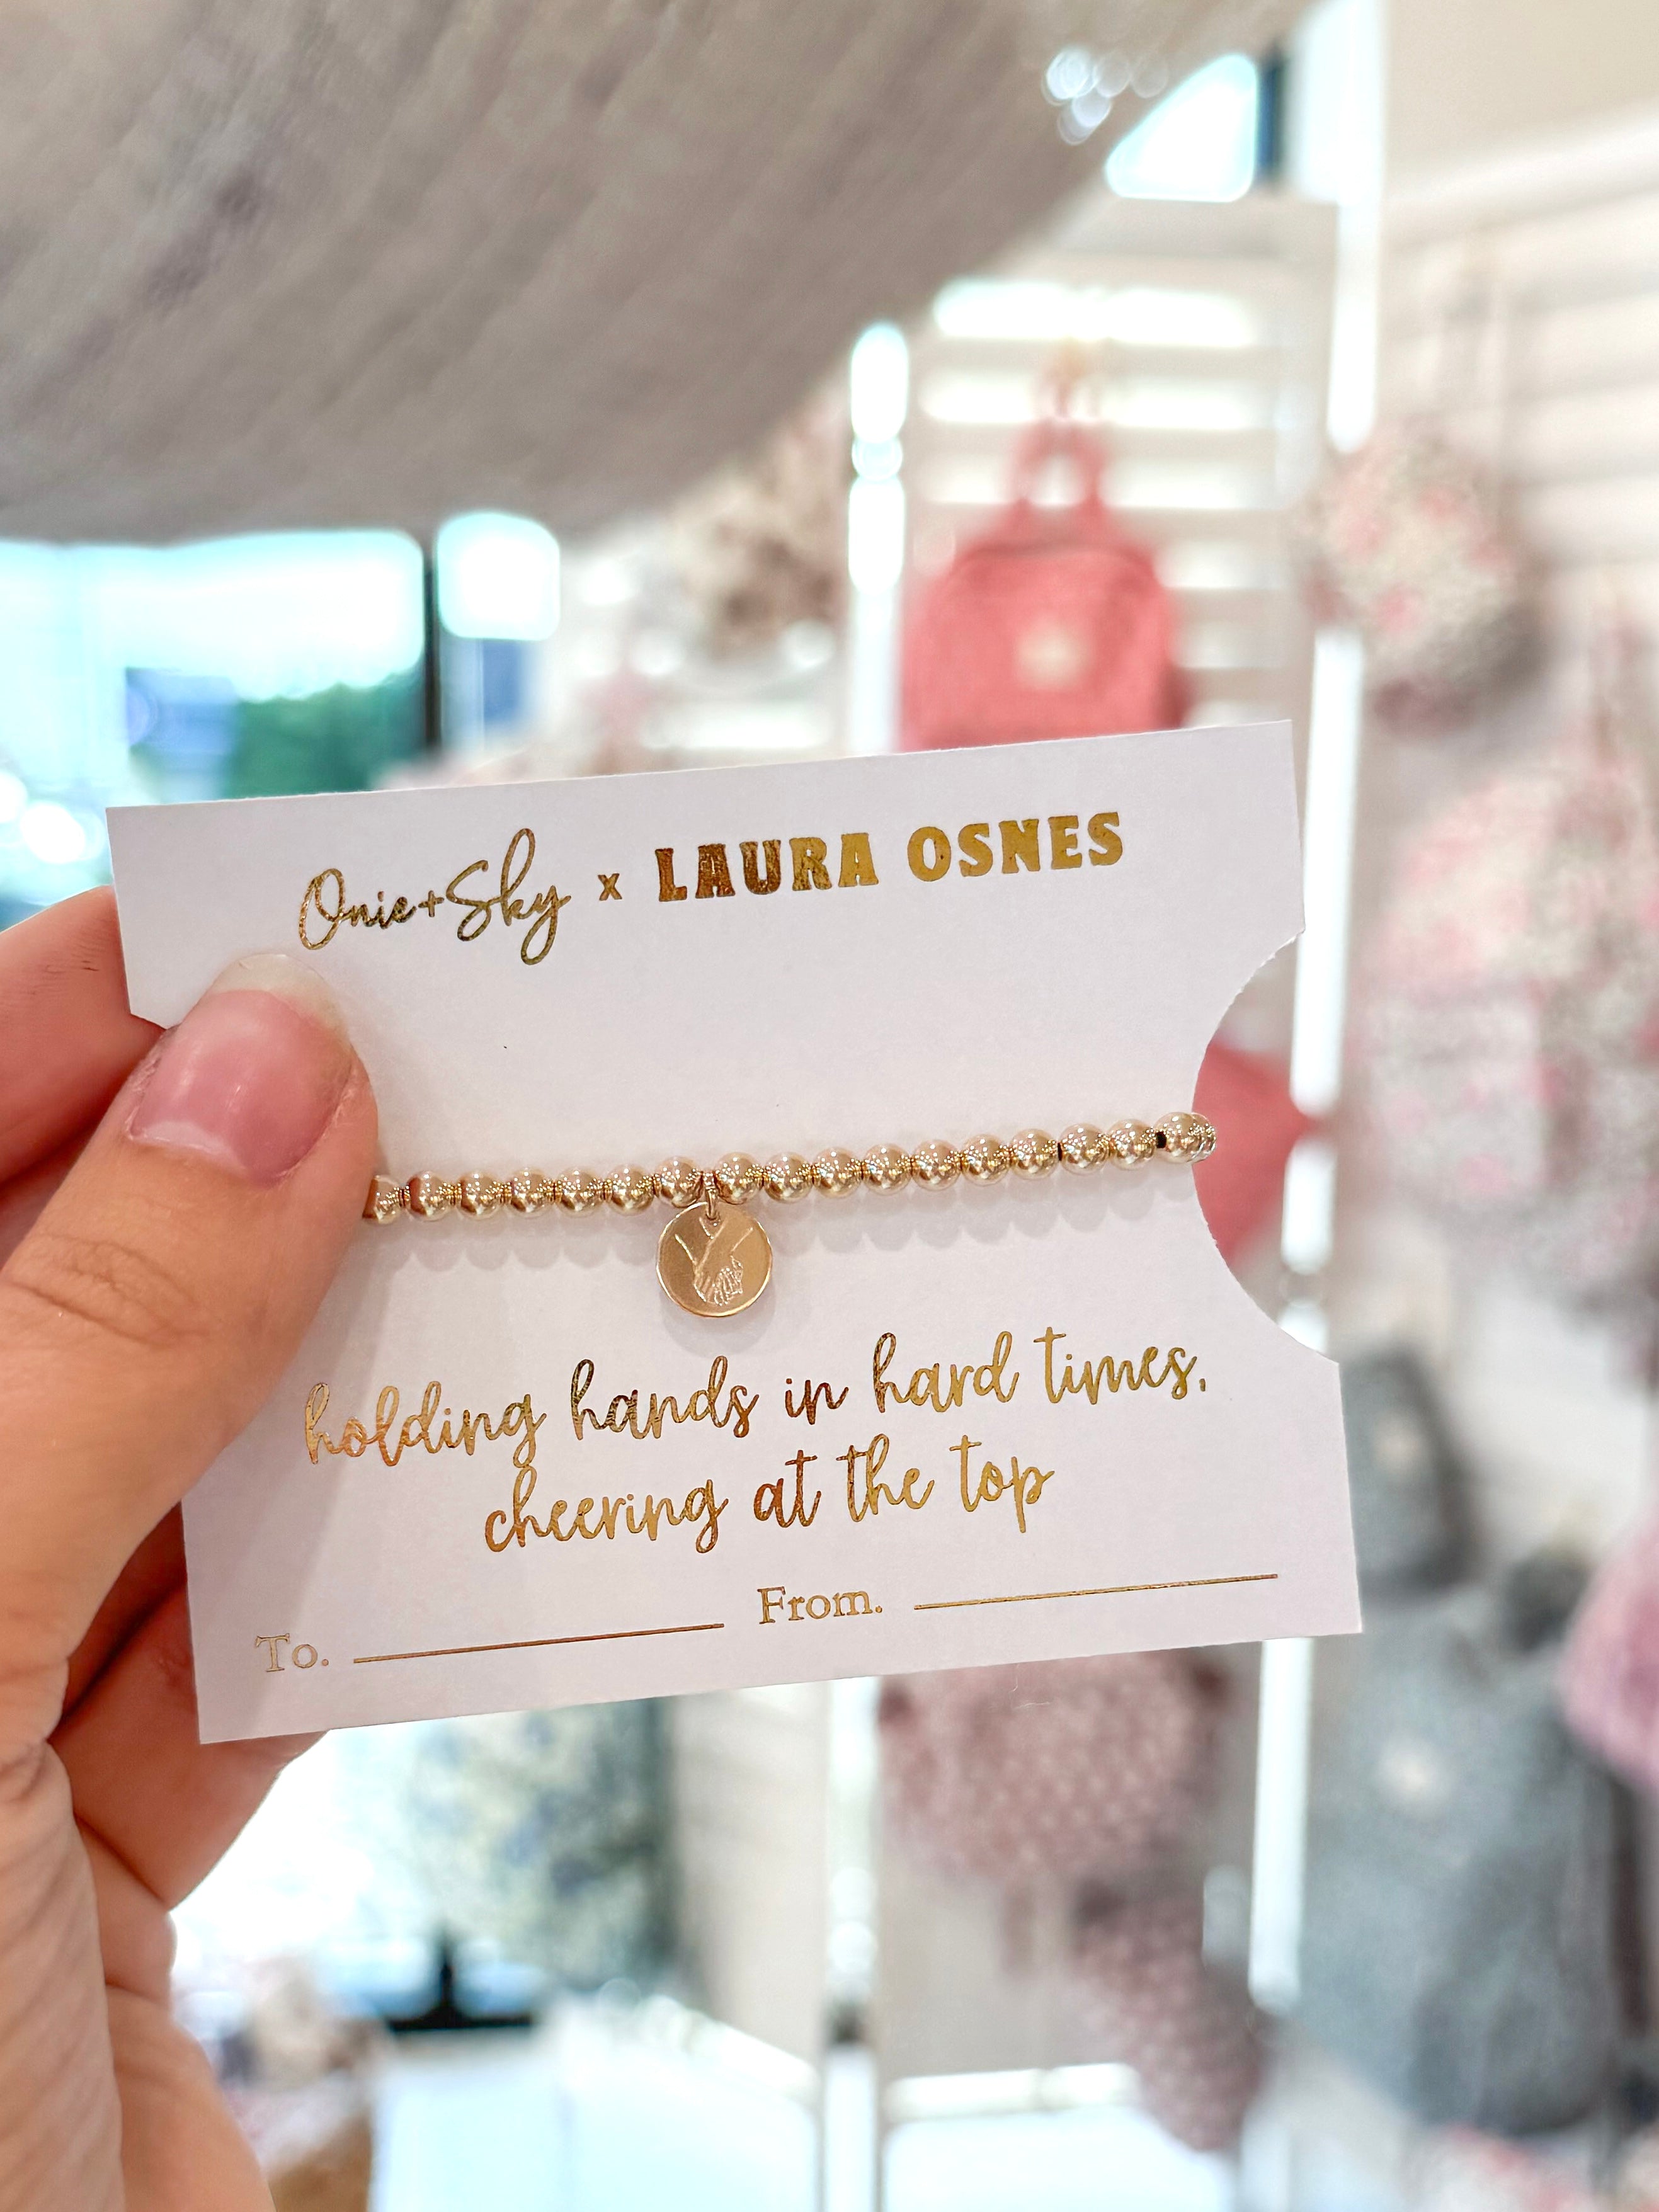 Onie+Sky x LAURA OSNES
holding hands in hard times,
cheering at the top
To. From.